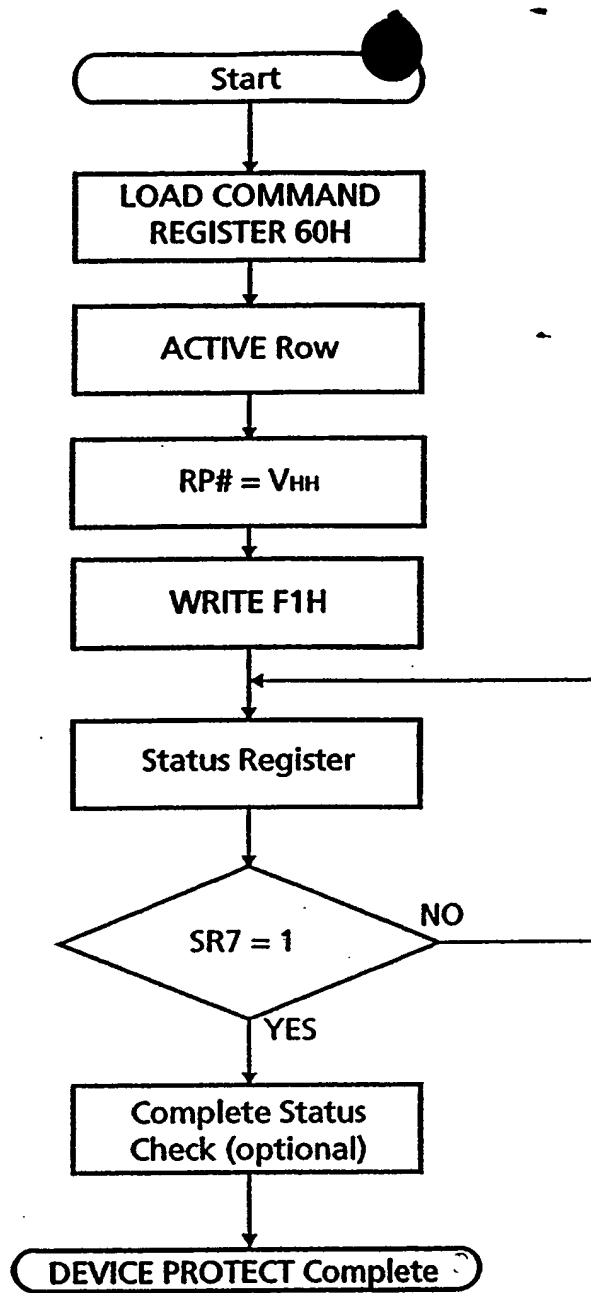 Start
LOAD COMMAND
REGISTER 60H
ACTIVE Row
RP# = VHH
WRITE F1H
Status Register
SR7 = 1
NO
YES
Complete Status
Check (optional)
DEVICE PROTECT Complete